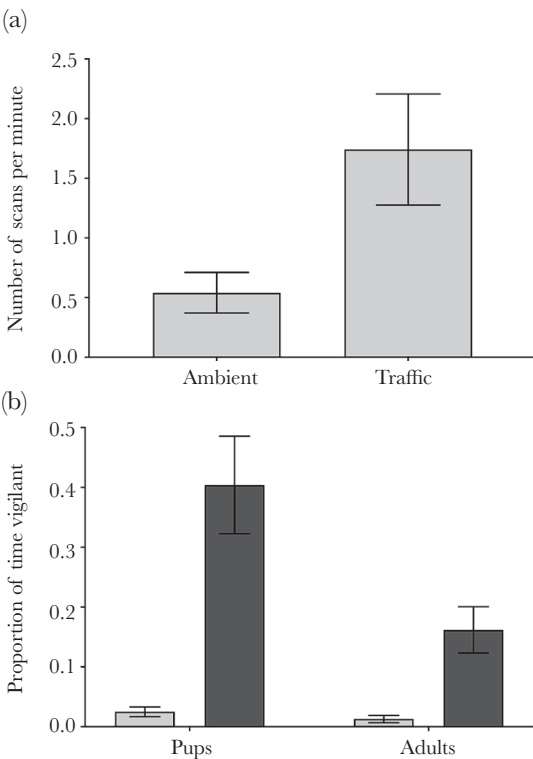 (a)
Number of scans per minute
2.5
2.0
1.5
1.0
0.5
0.0
Ambient Traffic
(b)
Proportion of time vigilant
0.5
0.4
0.3
0.2
0.1
0.0
Pups Adults